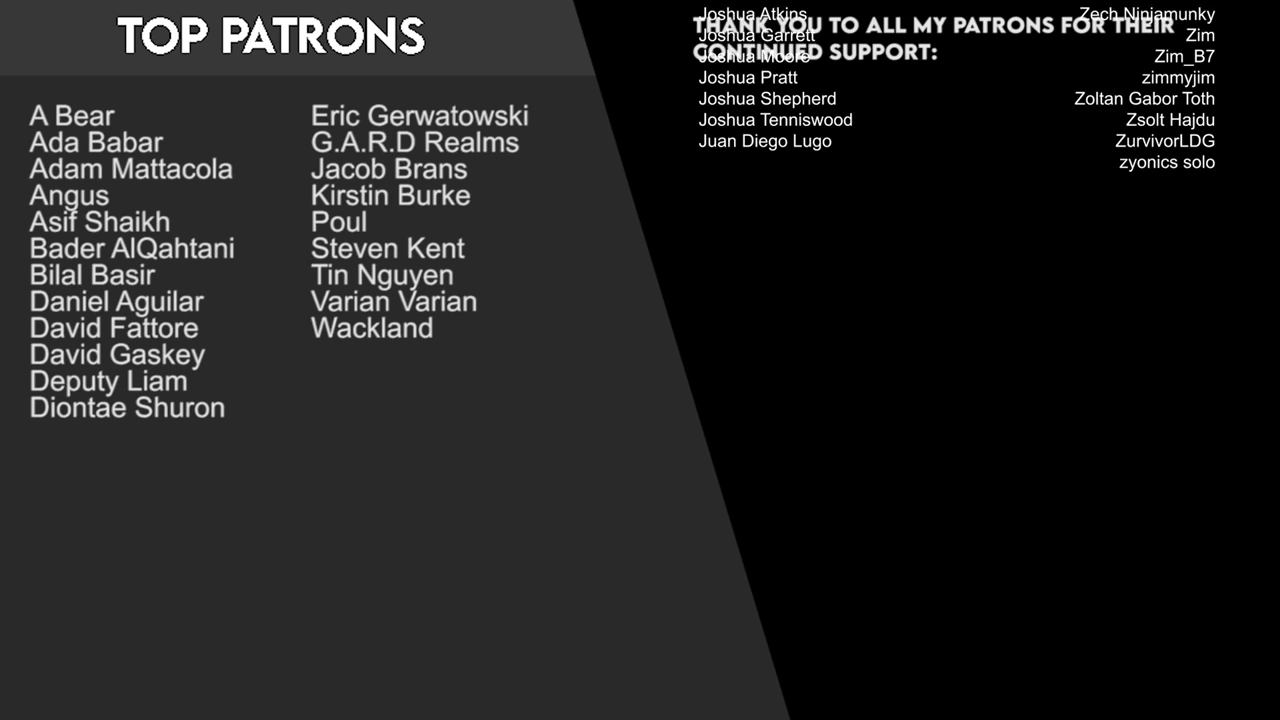 TOP PATRONS
A Bear
Ada Babar
Adam Mattacola
Angus
Asif Shaikh
Bader AlQahtani
Bilal Basir
Daniel Aguilar
David Fattore
David Gaskey
Deputy Liam
Diontae Shuron
Eric Gerwatowski
G.A.R.D Realms
Jacob Brans
Kirstin Burke
Poul
Steven Kent
Tin Nguyen
Varian Varian
Wackland
THANK YOU TO ALL MY PATRONS FOR THEIR
CONTINUED SUPPORT:
Joshua Atkins
Joshua Garrett
Joshua Moore
Joshua Pratt
Joshua Shepherd
Joshua Tenniswood
Juan Diego Lugo
Zech Ninjamunky
Zim
Zim_B7
zimmyjim
Zoltan Gabor Toth
Zsolt Hajdu
ZurvivorLDG
zyonics solo